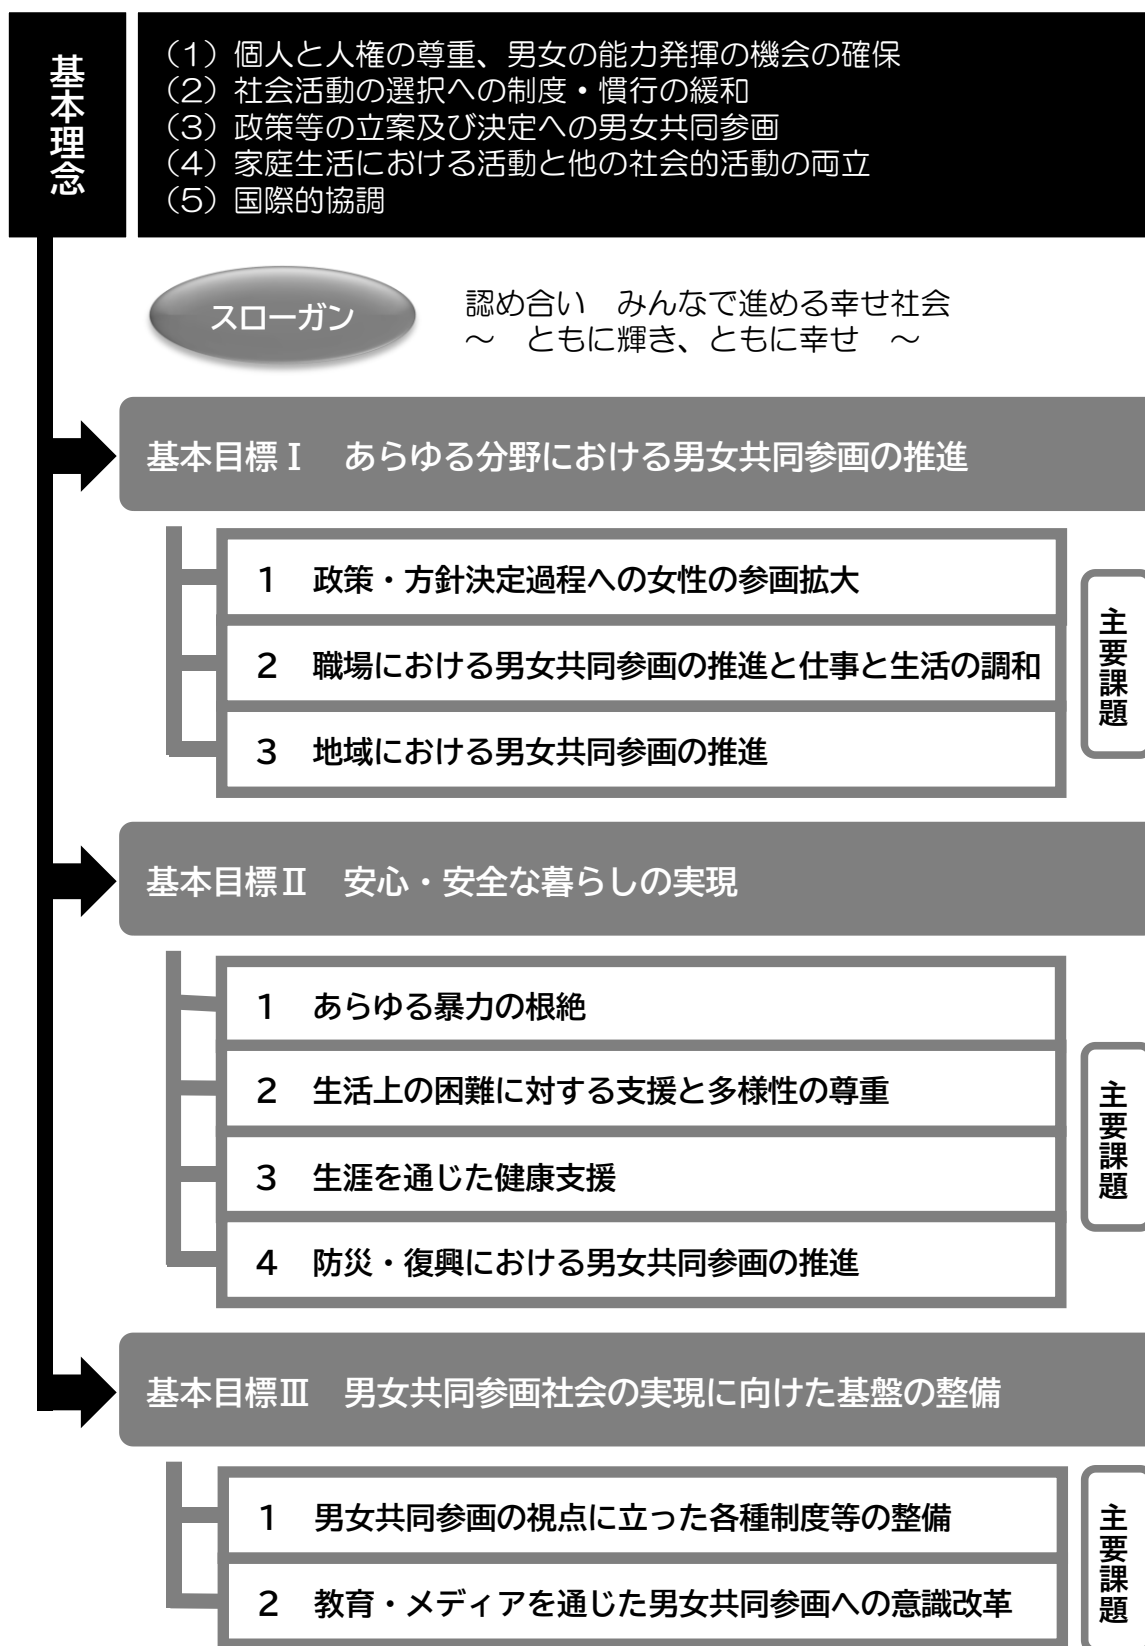 基本理念
（1）個人と人権の尊重、男女の能力発揮の機会の確保
（2）社会活動の選択への制度・慣行の緩和
（3）政策等の立案及び決定への男女共同参画
（4）家庭生活における活動と他の社会的活動の両立
（5）国際的協調
スローガン
認め合い　みんなで進める幸せ社会
～　ともに輝き、ともに幸せ　～
基本目標Ⅰ　あらゆる分野における男女共同参画の推進
1　政策・方針決定過程への女性の参画拡大
2　職場における男女共同参画の推進と仕事と生活の調和
3　地域における男女共同参画の推進
主要課題
基本目標Ⅱ　安心・安全な暮らしの実現
1　あらゆる暴力の根絶
2　生活上の困難に対する支援と多様性の尊重
3　生涯を通じた健康支援
4　防災・復興における男女共同参画の推進
主要課題
基本目標Ⅲ　男女共同参画社会の実現に向けた基盤の整備
1　男女共同参画の視点に立った各種制度等の整備
2　教育・メディアを通じた男女共同参画への意識改革
主要課題